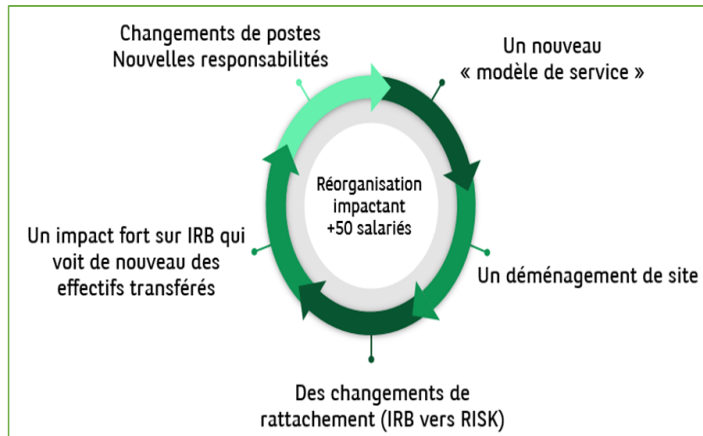 Changements de postes
Nouvelles responsabilités
Un nouveau
« modèle de service »
Réorganisation
impactant
+50 salariés
Un impact fort sur IRB qui
voit de nouveau des
effectifs transférés
Un déménagement de site
Des changements de
rattachement (IRB vers RISK)